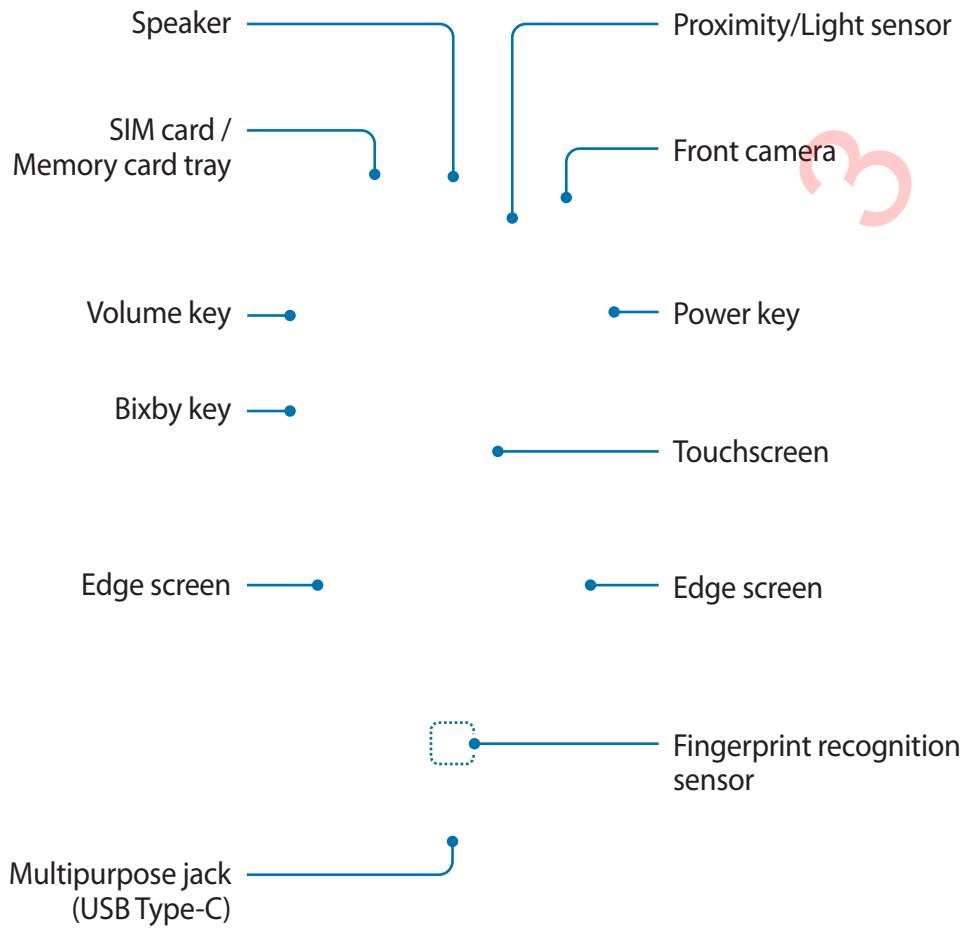 Speaker
Proximity/Light sensor
SIM card /
Memory card tray
Front camera
3
Volume key
Power key
Bixby key
Touchscreen
Edge screen
Edge screen
Fingerprint recognition
sensor
Multipurpose jack
(USB Type-C)